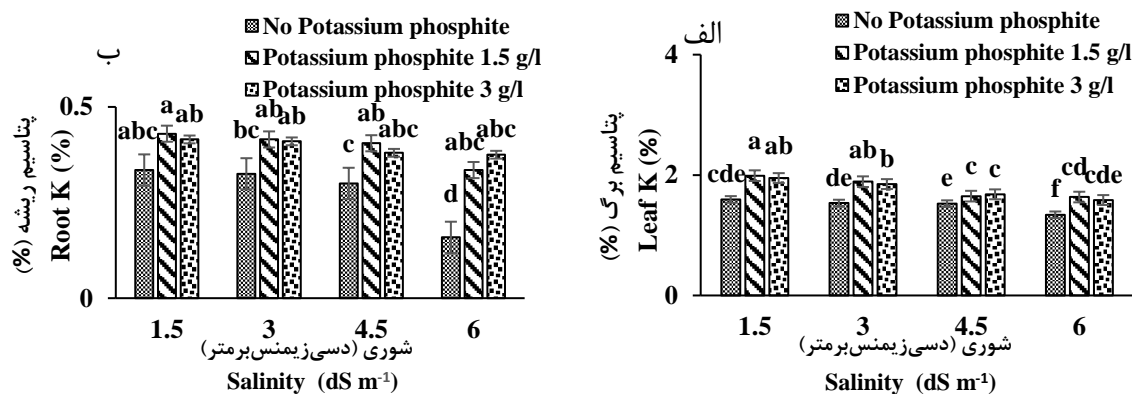 ب
No Potassium phosphite
Potassium phosphite 1.5 g/l
Potassium phosphite 3 g/l
پتاسیم ریشه (%)
Root K (%)
0.5
0
abc a ab
bc ab ab
c ab abc
d abc abc
1.5 3 4.5 6
شوری (دسی‌زیمنس‌برمتر)
Salinity (dS m-1)
الف
No Potassium phosphite
Potassium phosphite 1.5 g/l
Potassium phosphite 3 g/l
پتاسیم برگ (%)
Leaf K (%)
4
2
0
cde a ab
de ab b
e c c
f cd cde
1.5 3 4.5 6
شوری (دسی‌زیمنس‌برمتر)
Salinity (dS m-1)